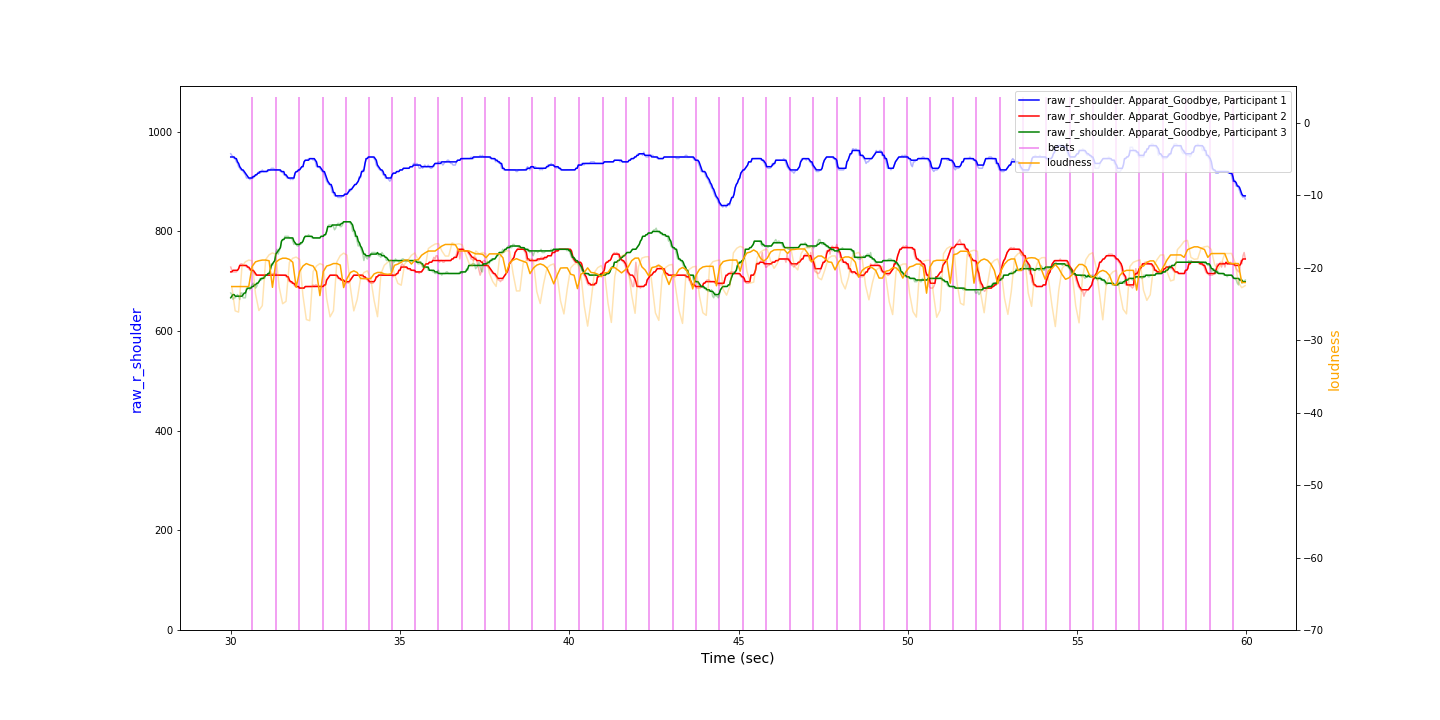 raw_r_shoulder. Apparat_Goodbye, Participant 1
raw_r_shoulder. Apparat_Goodbye, Participant 2
raw_r_shoulder. Apparat_Goodbye, Participant 3
beats
loudness
1000
800
600
400
200
0
raw_r_shoulder
0
−10
−20
−30
−40
−50
−60
−70
loudness
30 35 40 45 50 55 60
Time (sec)